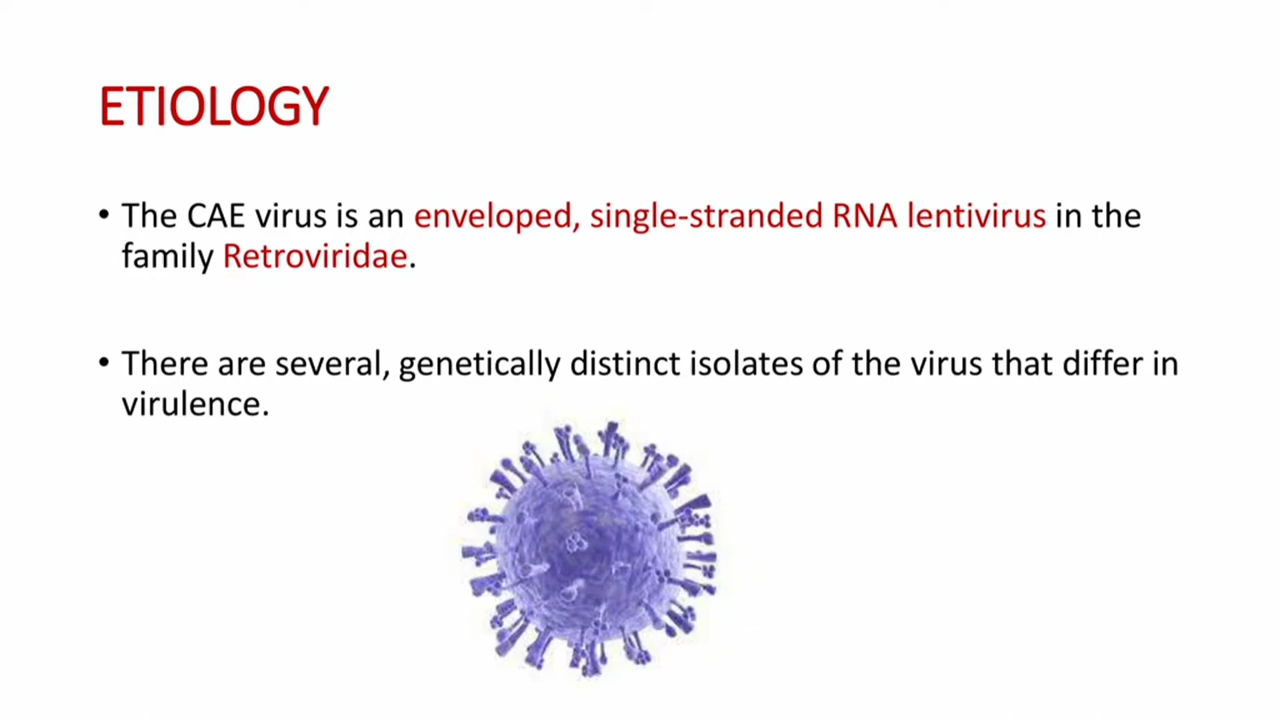 ETIOLOGY
• The CAE virus is an enveloped, single-stranded RNA lentivirus in the
family Retroviridae.
• There are several, genetically distinct isolates of the virus that differ in
virulence.